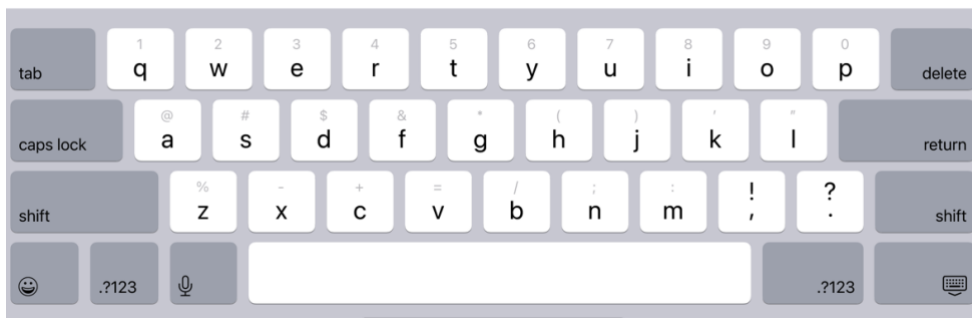 1 2 3 4 5 6 7 8 9 0
tab q w e r t y u i o p delete
@ # $ & * ( ) ' "
caps lock a s d f g h j k l return
% - + = / ; : ! ?
shift z x c v b n m , . shift
.?123 .?123